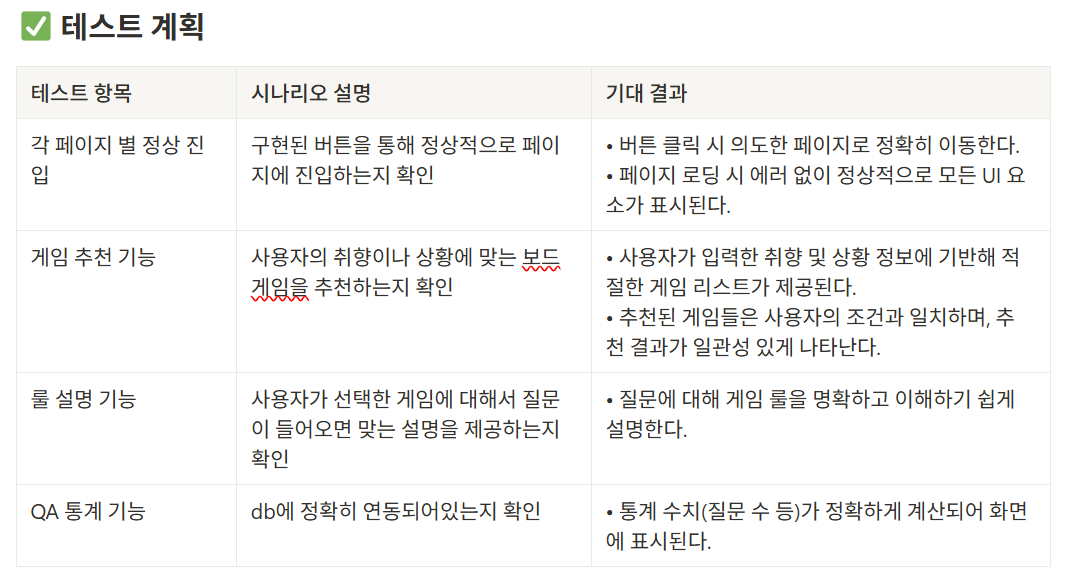 ✅ 테스트 계획
테스트 항목
시나리오 설명
기대 결과
각 페이지 별 정상 진
입
구현된 버튼을 통해 정상적으로 페이
지에 진입하는지 확인
• 버튼 클릭 시 의도한 페이지로 정확히 이동한다.
• 페이지 로딩 시 에러 없이 정상적으로 모든 UI 요
소가 표시된다.
게임 추천 기능
사용자의 취향이나 상황에 맞는 보드
게임을 추천하는지 확인
• 사용자가 입력한 취향 및 상황 정보에 기반해 적
절한 게임 리스트가 제공된다.
• 추천된 게임들은 사용자의 조건과 일치하며, 추
천 결과가 일관성 있게 나타난다.
룰 설명 기능
사용자가 선택한 게임에 대해서 질문
이 들어오면 맞는 설명을 제공하는지
확인
• 질문에 대해 게임 룰을 명확하고 이해하기 쉽게
설명한다.
QA 통계 기능
db에 정확히 연동되어있는지 확인
• 통계 수치(질문 수 등)가 정확하게 계산되어 화면
에 표시된다.